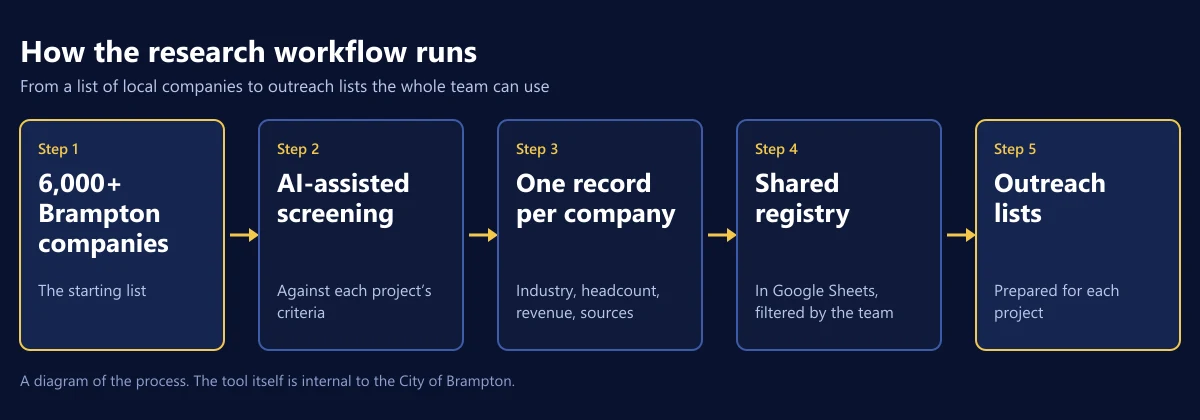 How the research workflow runs
From a list of local companies to outreach lists the whole team can use
Step 1
6,000+
Brampton
companies
The starting list
Step 2
AI-assisted
screening
Against each project’s
criteria
Step 3
One record
per company
Industry, headcount,
revenue, sources
Step 4
Shared
registry
In Google Sheets,
filtered by the team
Step 5
Outreach
lists
Prepared for each
project
A diagram of the process. The tool itself is internal to the City of Brampton.